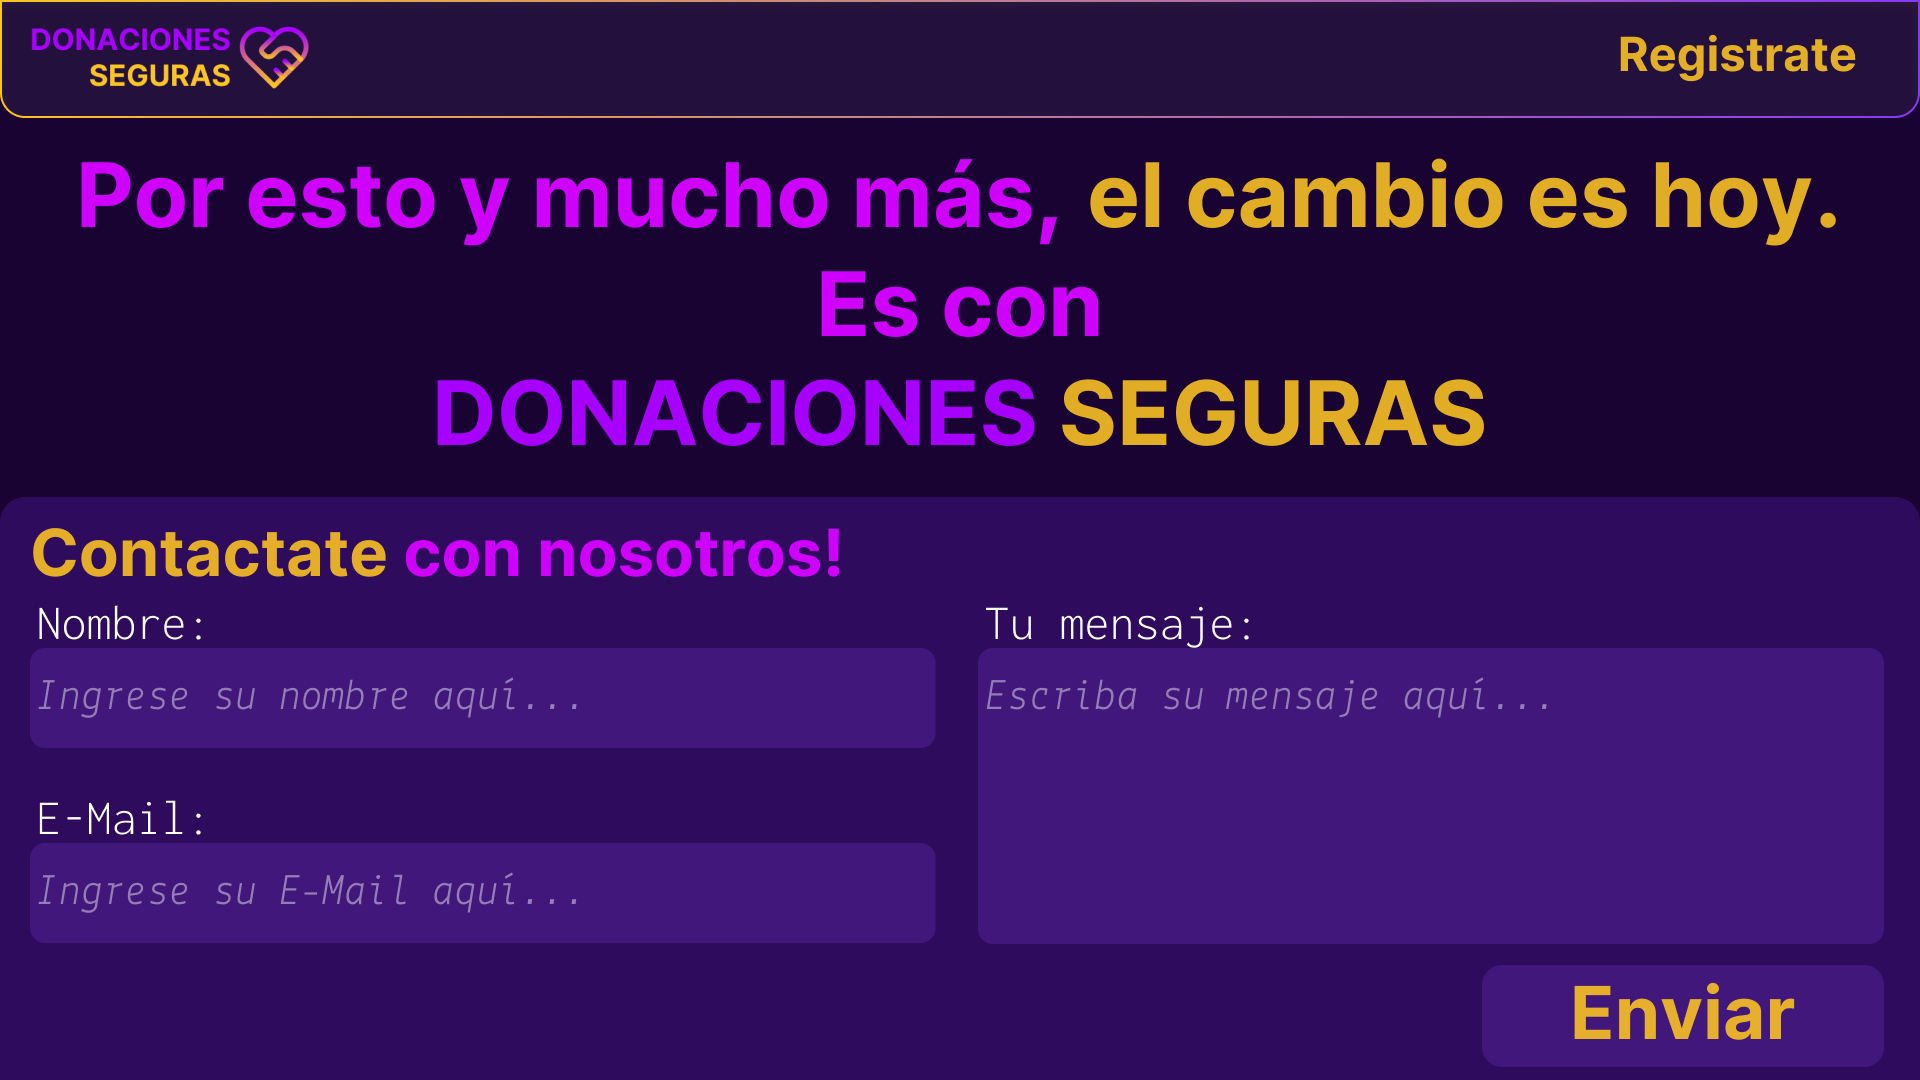 DONACIONES
SEGURAS
Registrate
Por esto y mucho más, el cambio es hoy.
Es con
DONACIONES SEGURAS
Contactate con nosotros!
Nombre:
Ingrese su nombre aquí...
E-Mail:
Ingrese su E-Mail aquí...
Tu mensaje:
Escriba su mensaje aquí...
Enviar